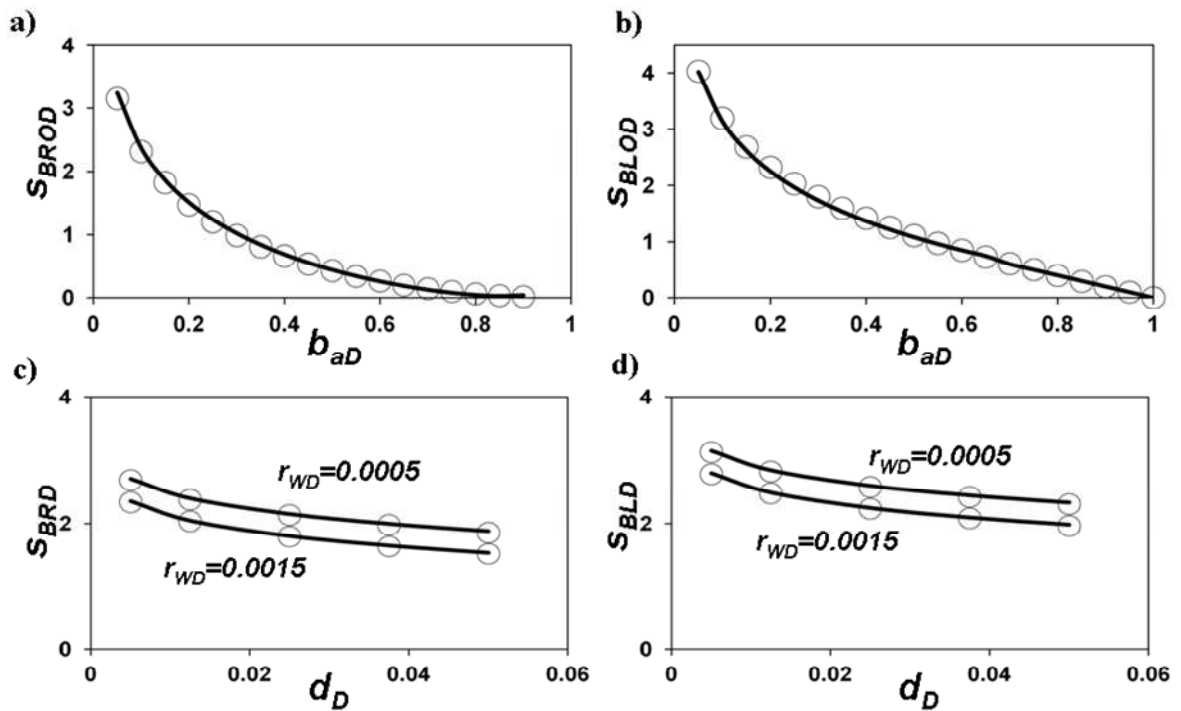 a)
4
3
2
1
0
s_BROD
0 0.2 0.4 0.6 0.8 1
b_aD
b)
4
3
2
1
0
s_BLOD
0 0.2 0.4 0.6 0.8 1
b_aD
c)
4
2
0
s_BRD
r_WD=0.0005
r_WD=0.0015
0 0.02 0.04 0.06
d_D
d)
4
2
0
s_BLD
r_WD=0.0005
r_WD=0.0015
0 0.02 0.04 0.06
d_D